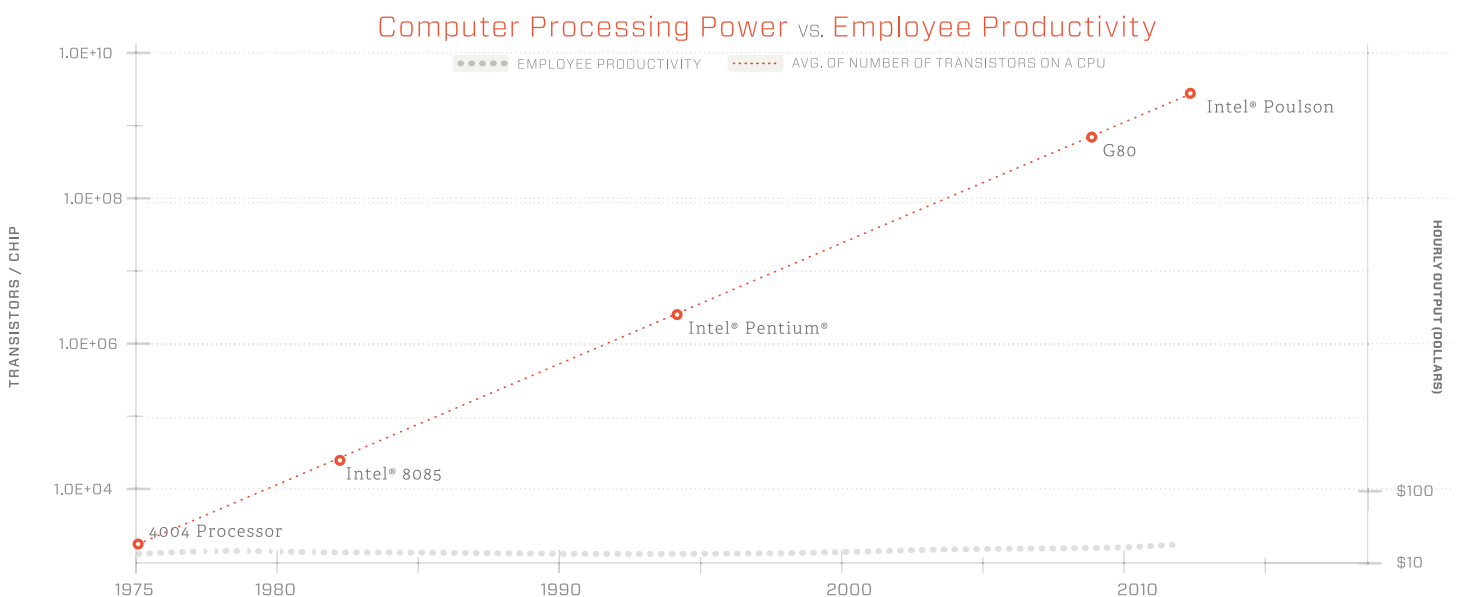 Computer Processing Power vs. Employee Productivity
EMPLOYEE PRODUCTIVITY
AVG. OF NUMBER OF TRANSISTORS ON A CPU
1.0E+10
1.0E+08
1.0E+06
1.0E+04
TRANSISTORS / CHIP
Intel® Poulson
G80
Intel® Pentium®
Intel® 8085
4004 Processor
HOURLY OUTPUT (DOLLARS)
$100
$10
1975 1980 1990 2000 2010